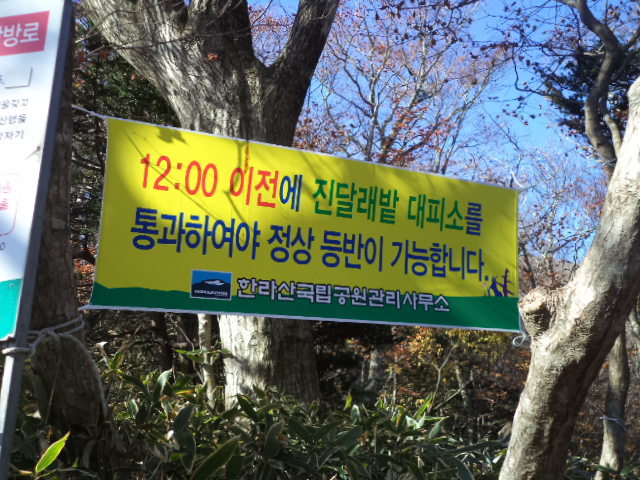 방로
12:00 이전에 진달래밭 대피소를
통과하여야 정상 등반이 가능합니다.
한라산국립공원관리사무소